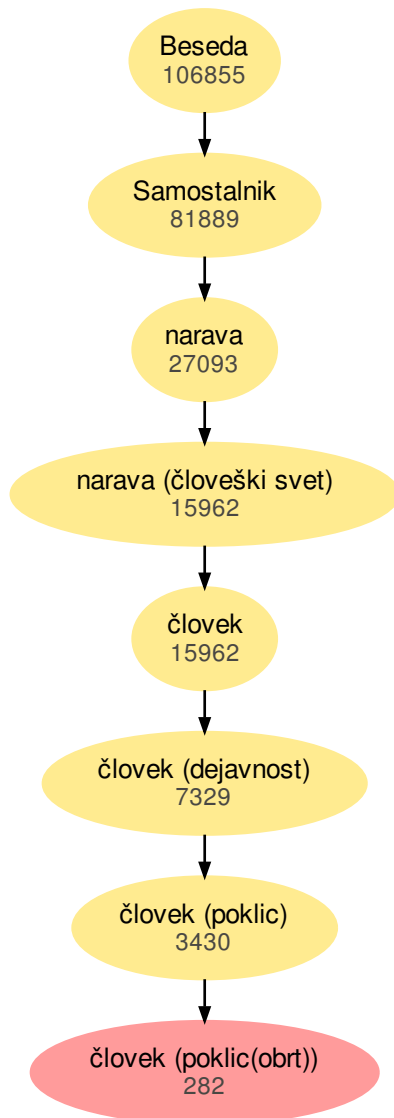 Beseda
106855
Samostalnik
81889
narava
27093
narava (človeški svet)
15962
človek
15962
človek (dejavnost)
7329
človek (poklic)
3430
človek (poklic(obrt))
282